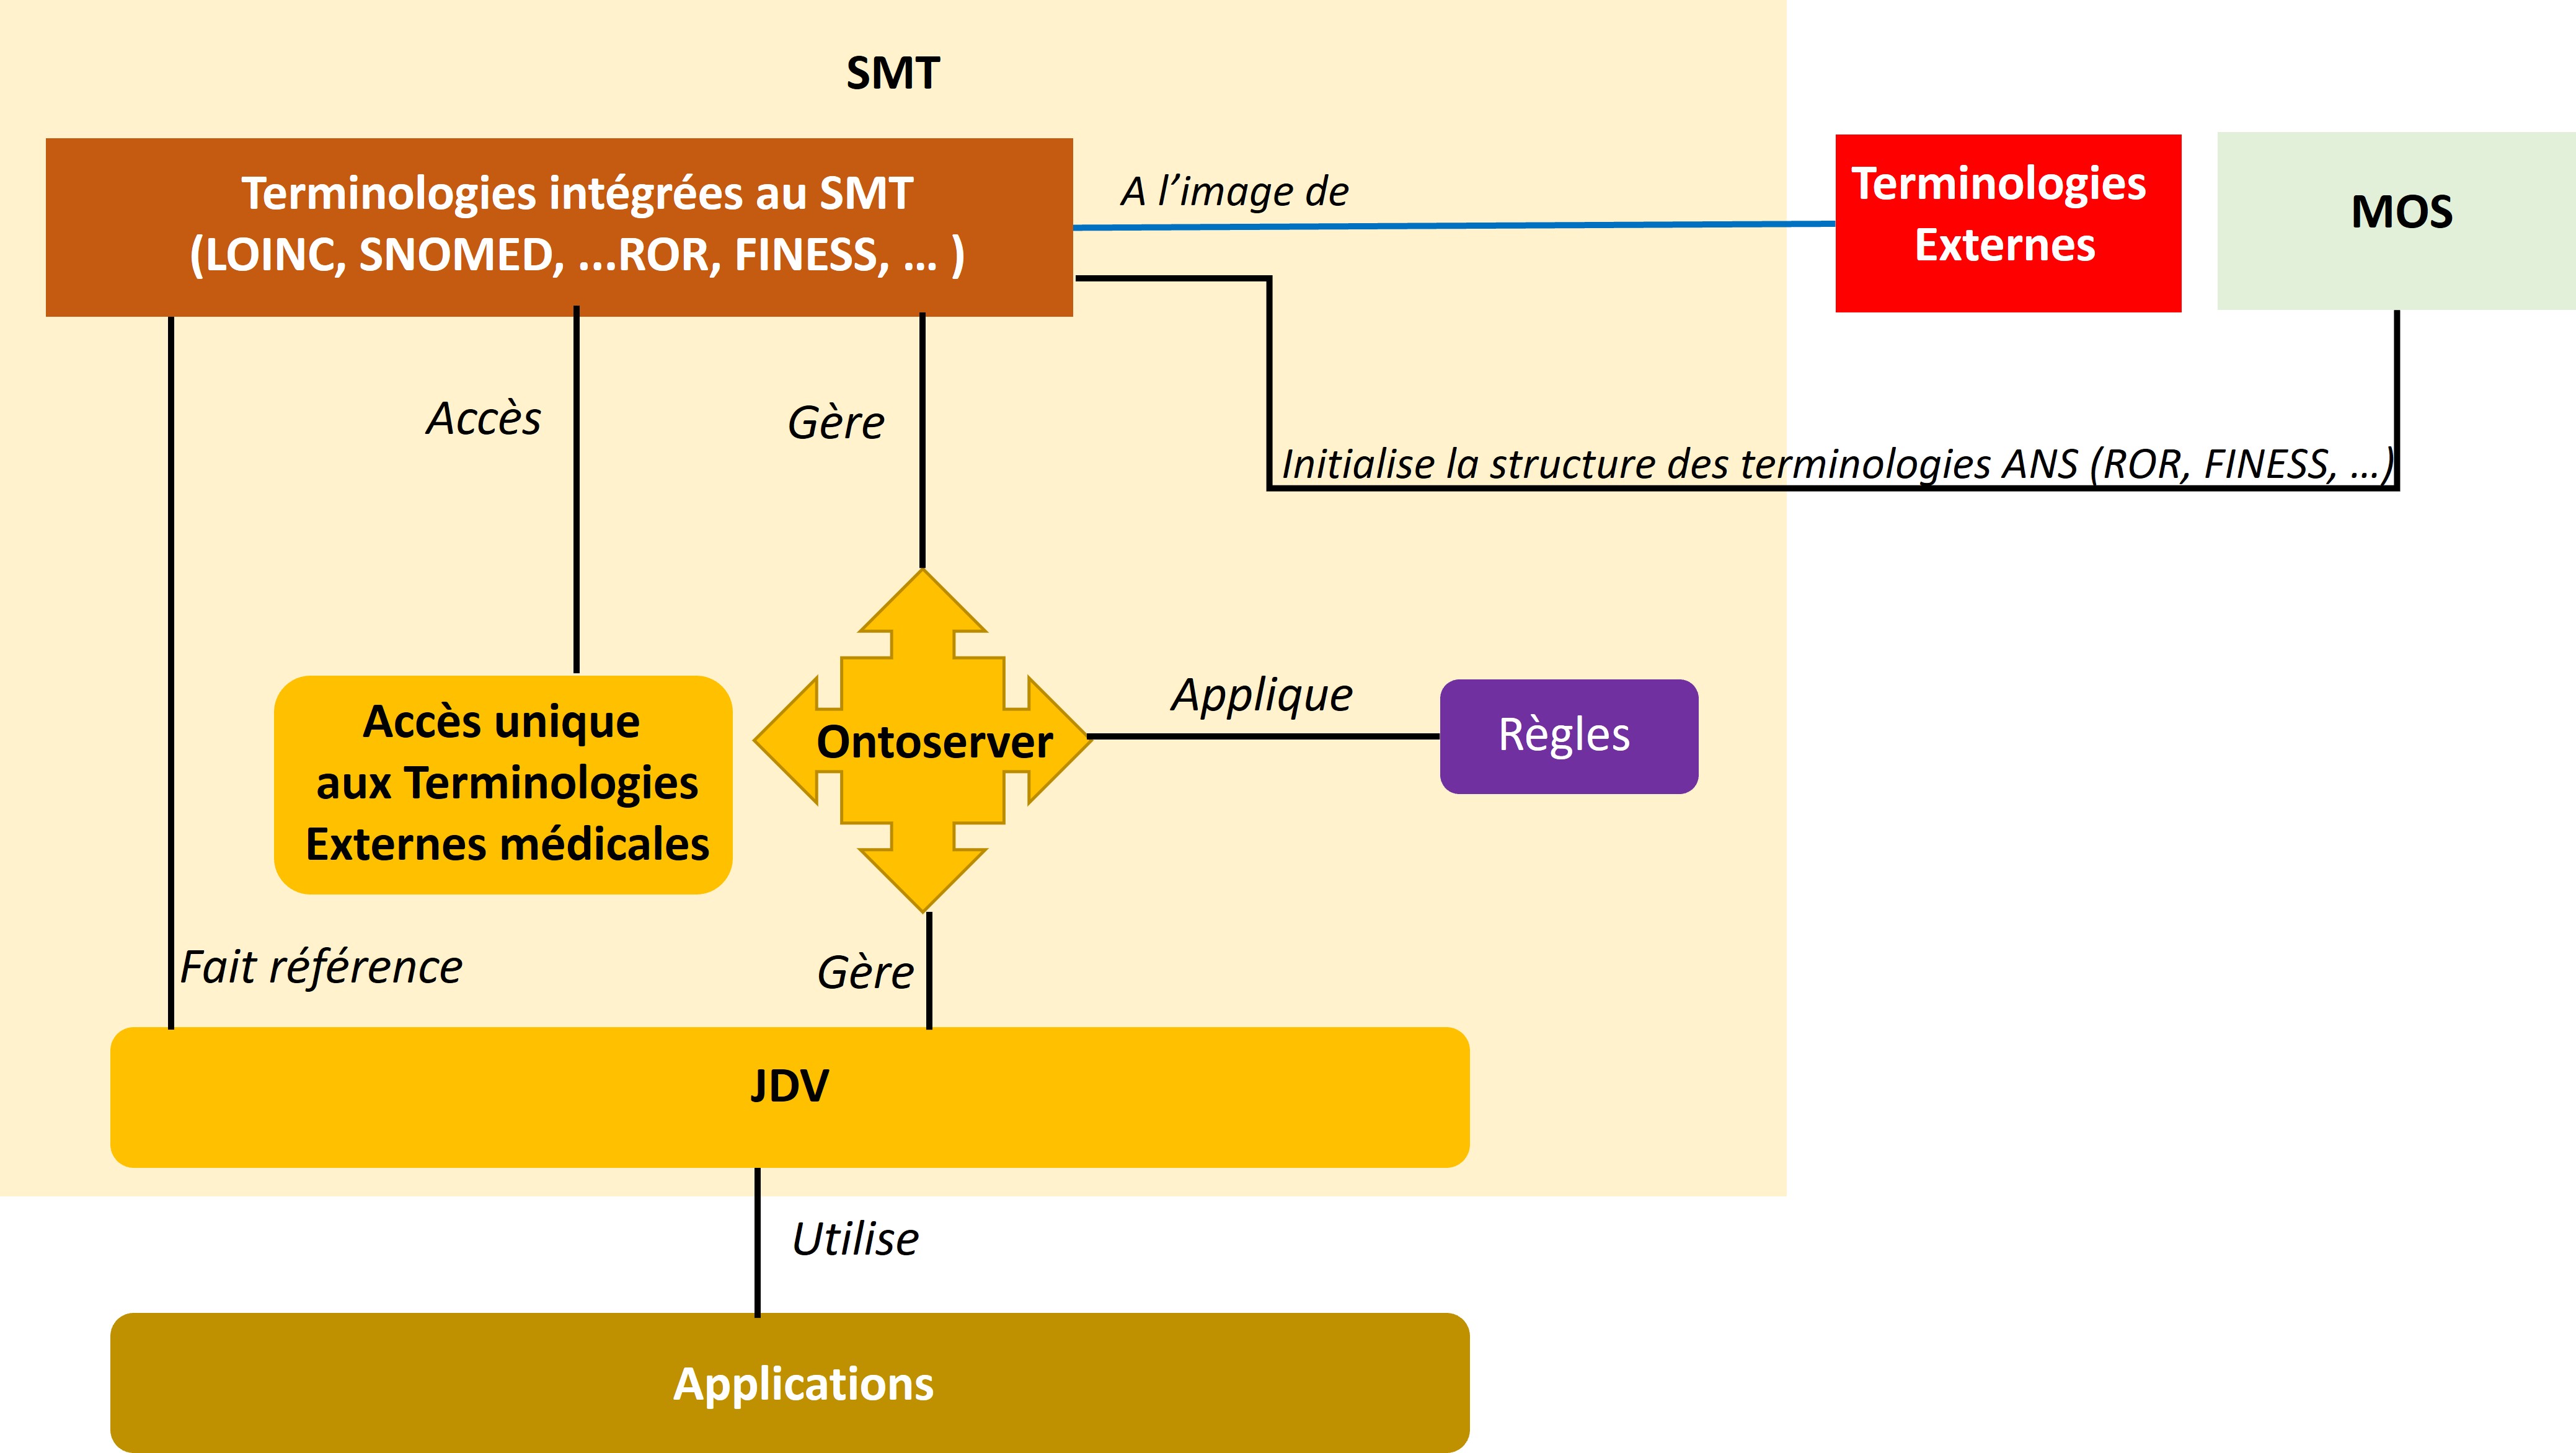 SMT
Terminologies intégrées au SMT
(LOINC, SNOMED, ...ROR, FINESS, … )
A l’image de
Terminologies
Externes
MOS
Accès
Gère
Initialise la structure des terminologies ANS (ROR, FINESS, …)
Accès unique
aux Terminologies
Externes médicales
Ontoserver
Applique
Règles
Fait référence
Gère
JDV
Utilise
Applications